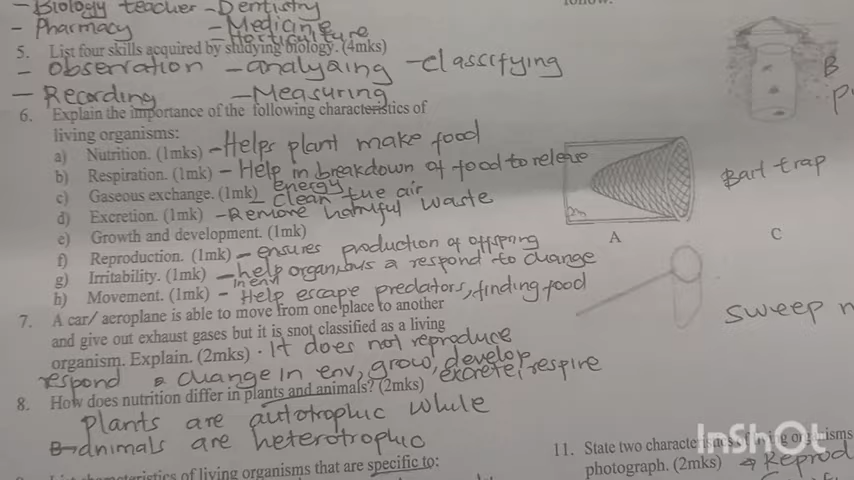 - Biology teacher - Dentistry
- Pharmacy - Medicine
- Horticulture
5. List four skills acquired by studying biology. (4mks)
- Observation - analyzing - classifying
- Recording - Measuring
6. Explain the importance of the following characteristics of
living organisms:
a) Nutrition. (1mks) - Helps plant make food
b) Respiration. (1mk) - Help in breakdown of food to release
energy
c) Gaseous exchange. (1mk) - Clean the air
d) Excretion. (1mk) - Remove harmful waste
e) Growth and development. (1mk)
f) Reproduction. (1mk) - ensures production of offspring
g) Irritability. (1mk) - help organisms respond to change
in env
h) Movement. (1mk) - Help escape predators, finding food
7. A car/ aeroplane is able to move from one place to another
and give out exhaust gases but it is snot classified as a living
organism. Explain. (2mks) . It does not reproduce
respond change in env, grow, develop
excrete, respire
8. How does nutrition differ in plants and animals? (2mks)
Plants are autotrophic while
animals are heterotrophic
characteristics of living organisms that are specific to:
B
A
Bait trap
C
sweep
11. State two characteristics of living organisms
photograph. (2mks)
InShOt